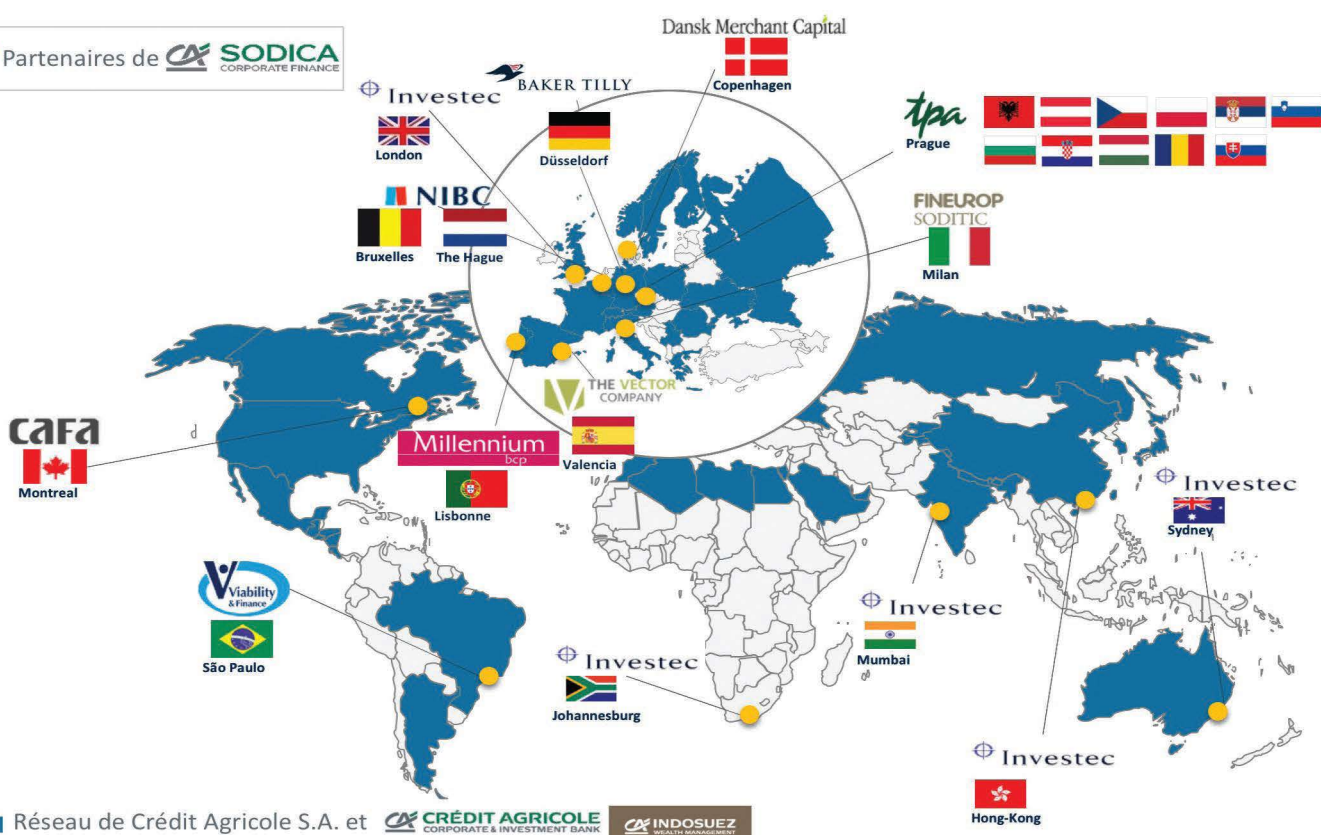 Partenaires de CA SODICA
CORPORATE FINANCE
Dansk Merchant Capital
Copenhagen
Investec
London
BAKER TILLY
Düsseldorf
tpa
Prague
NIBC
Bruxelles
The Hague
FINEUROP
SODITIC
Milan
THE VECTOR
COMPANY
Valencia
Millennium
bcp
Lisbonne
CaFa
Montreal
Viability
& Finance
São Paulo
Investec
Johannesburg
Investec
Mumbai
Investec
Sydney
Investec
Hong-Kong
Réseau de Crédit Agricole S.A. et CA CRÉDIT AGRICOLE
CORPORATE & INVESTMENT BANK
CA INDOSUEZ
WEALTH MANAGEMENT